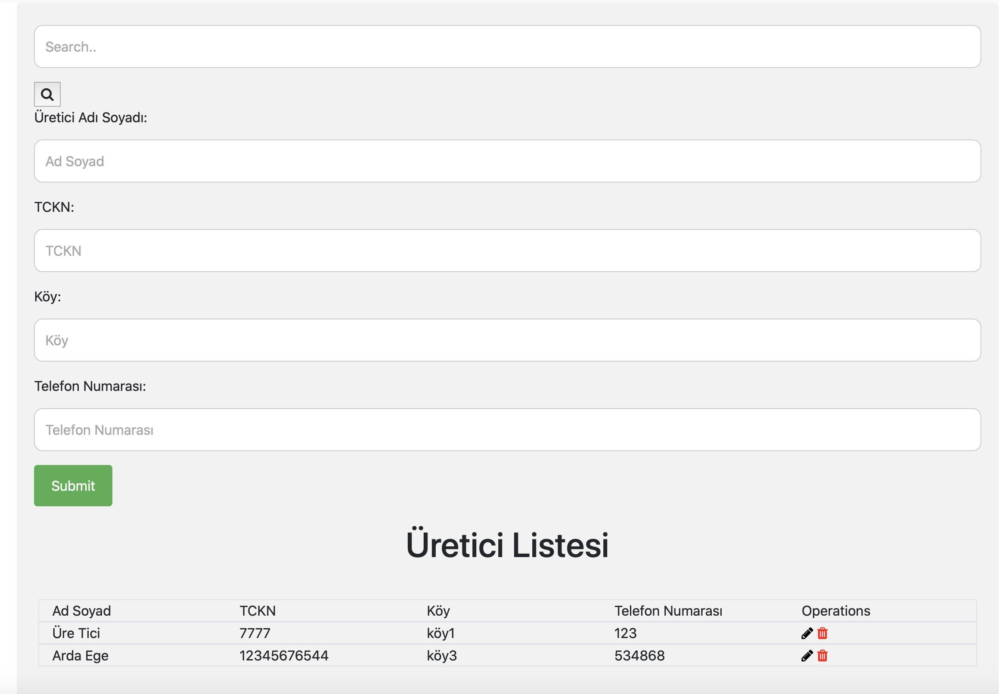 Search..
Üretici Adı Soyadı:
Ad Soyad
TCKN:
TCKN
Köy:
Köy
Telefon Numarası:
Telefon Numarası
Submit
Üretici Listesi
Ad Soyad TCKN Köy Telefon Numarası Operations
Üre Tici 7777 köy1 123
Arda Ege 12345676544 köy3 534868